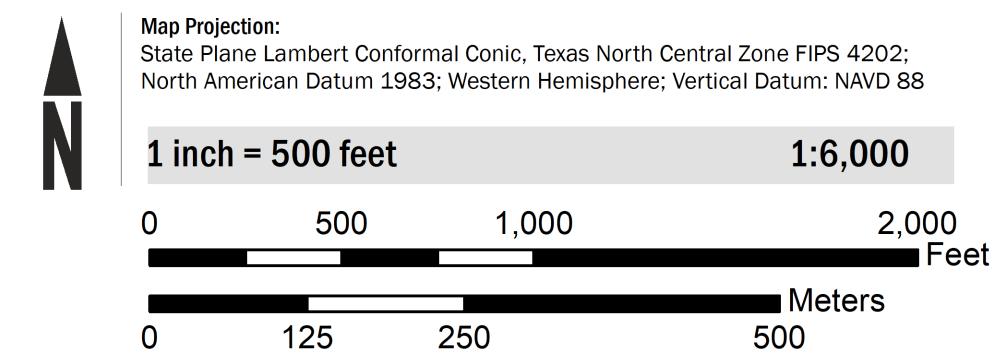 N
Map Projection:
State Plane Lambert Conformal Conic, Texas North Central Zone FIPS 4202;
North American Datum 1983; Western Hemisphere; Vertical Datum: NAVD 88
1 inch = 500 feet 1:6,000
0 500 1,000 2,000
Feet
Meters
0 125 250 500